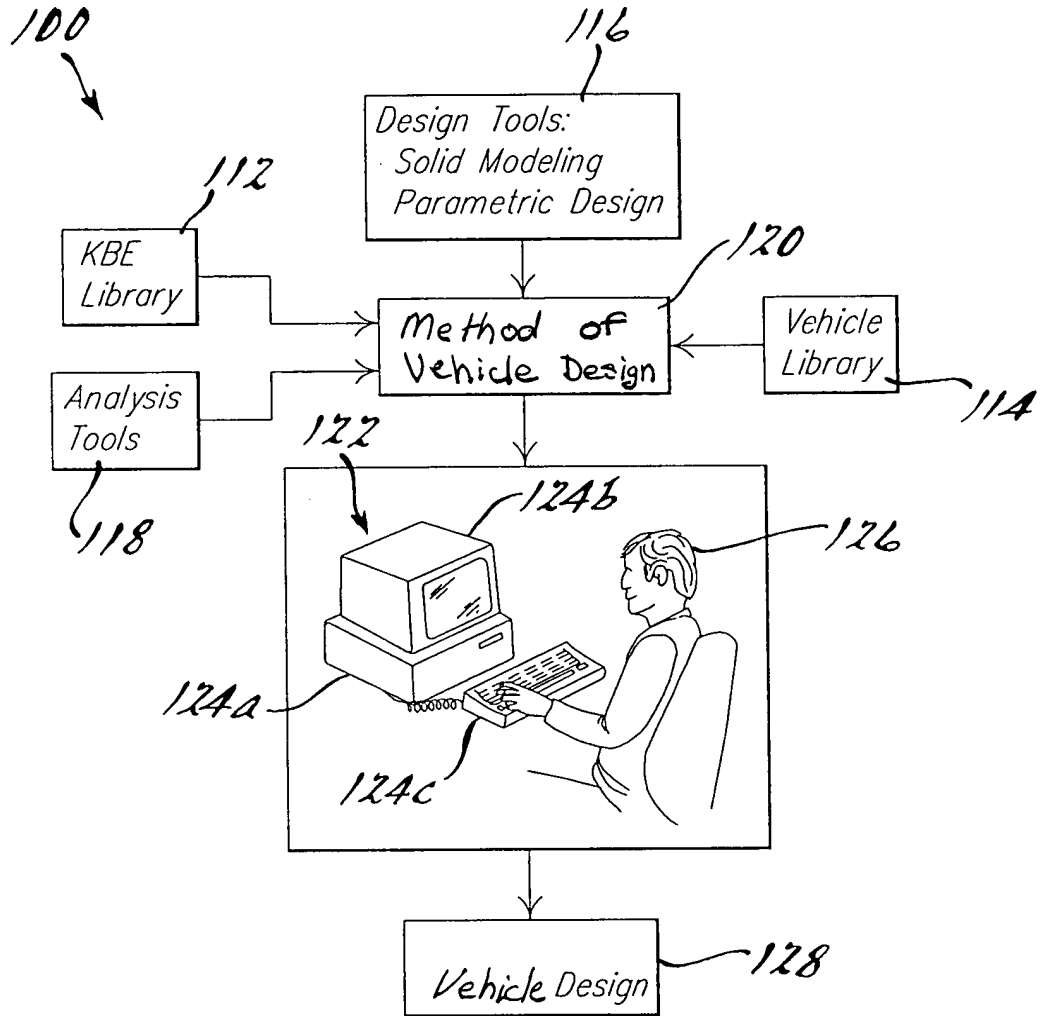 100
116
Design Tools:
Solid Modeling
Parametric Design
112
KBE
Library
120
Method of
Vehicle Design
Vehicle
Library
114
Analysis
Tools
118
122
124b
126
124a
124c
Vehicle Design
128